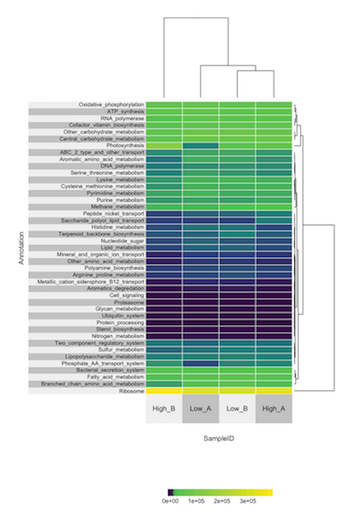 Oxidative_phosphorylation
ATP_synthesis
RNA_polymerase
Cofactor_vitamin_biosynthesis
Other_carbohydrate_metabolism
Central_carbohydrate_metabolism
Photosynthesis
ABC_2_type_and_other_transport
Aromatic_amino_acid_metabolism
DNA_polymerase
Serine_threonine_metabolism
Lysine_metabolism
Cysteine_methionine_metabolism
Pyrimidine_metabolism
Purine_metabolism
Methane_metabolism
Peptide_nickel_transport
Saccharide_polyol_lipid_transport
Histidine_metabolism
Terpenoid_backbone_biosynthesis
Nucleotide_sugar
Lipid_metabolism
Mineral_and_organic_ion_transport
Other_amino_acid_metabolism
Polyamine_biosynthesis
Arginine_proline_metabolism
Metallic_cation_siderophore_B12_transport
Aromatics_degredation
Cell_signaling
Proteasome
Glycan_metabolism
Ubiquitin_system
Protein_processing
Sterol_biosynthesis
Nitrogen_metabolism
Two_component_regulatory_system
Sulfur_metabolism
Lipopolysaccharide_metabolism
Phosphate_AA_transport_system
Bacterial_secretion_system
Fatty_acid_metabolism
Branched_chain_amino_acid_metabolism
Ribosome
Annotation
High_B Low_A Low_B High_A
SampleID
0e+00 1e+05 2e+05 3e+05